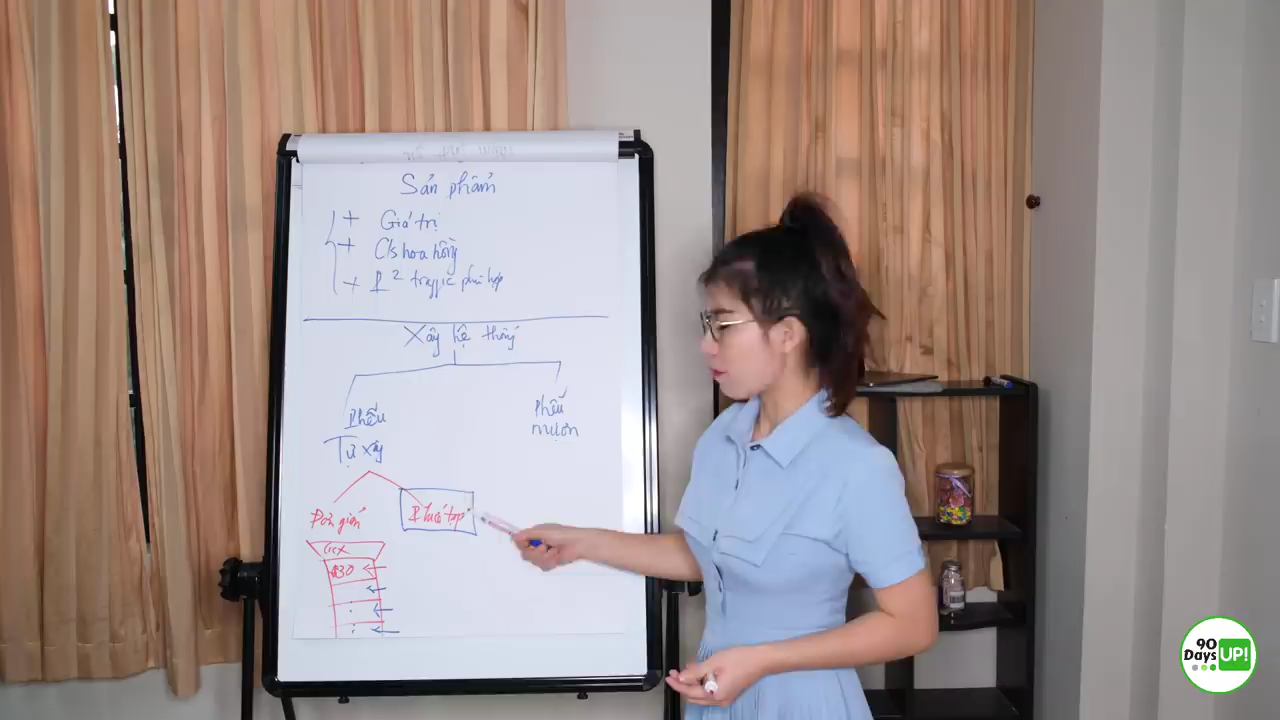 Sản phẩm
+ Giá trị
+ C/s hoa hồng
+ traffic phù hợp
Xây hệ thống
Phễu
Tự xây
Phễu
mượn
Đơn giản
Phức tạp
$30
90
Days UP!